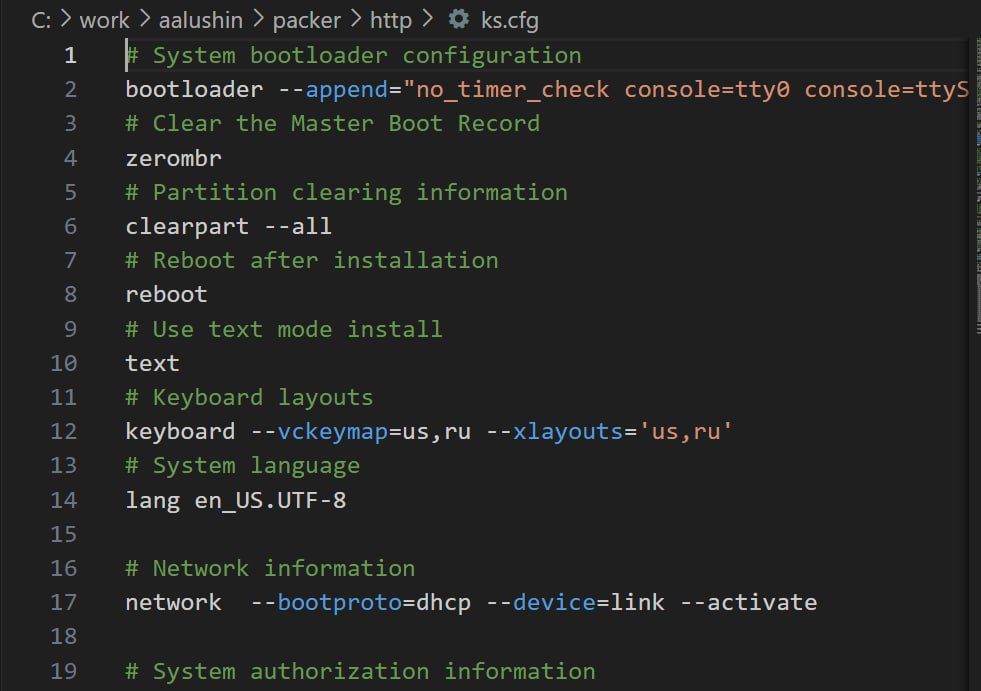 C: > work > aalushin > packer > http > ks.cfg
1 # System bootloader configuration
2 bootloader --append="no_timer_check console=tty0 console=ttyS
3 # Clear the Master Boot Record
4 zerombr
5 # Partition clearing information
6 clearpart --all
7 # Reboot after installation
8 reboot
9 # Use text mode install
10 text
11 # Keyboard layouts
12 keyboard --vckeymap=us,ru --xlayouts='us,ru'
13 # System language
14 lang en_US.UTF-8
15
16 # Network information
17 network  --bootproto=dhcp --device=link --activate
18
19 # System authorization information